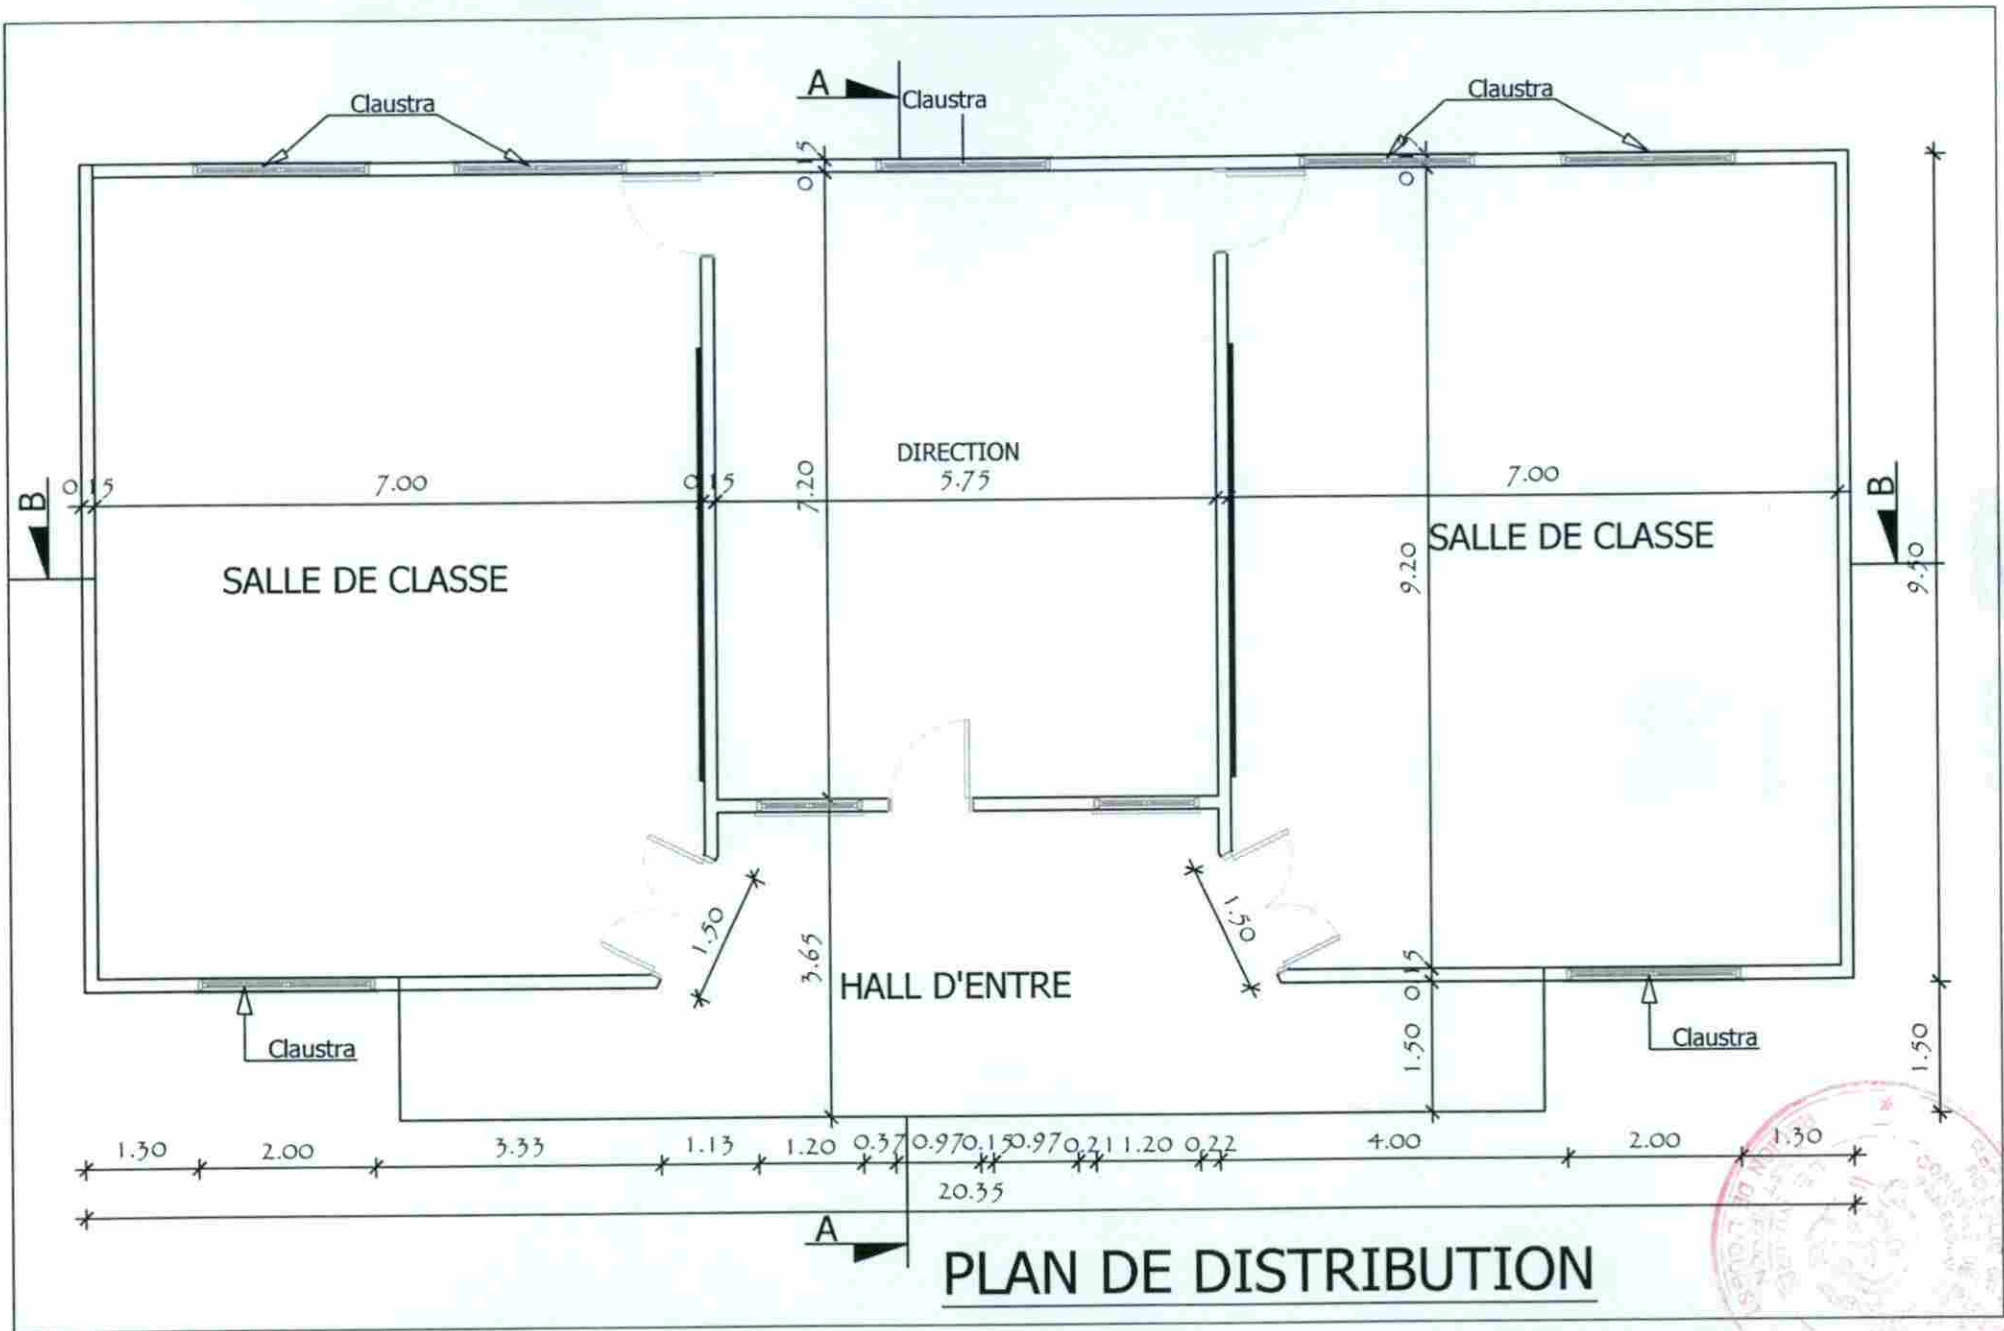 A
Claustra
Claustra
Claustra
0.15
DIRECTION
B
0.15
7.00
0.15
7.20
5.75
7.00
B
SALLE DE CLASSE
9.20
SALLE DE CLASSE
9.50
1.50
3.65
HALL D'ENTRE
1.50
0.15
Claustra
1.50
Claustra
1.50
1.30 2.00 3.33 1.13 1.20 0.37 0.97 0.15 0.97 0.21 1.20 0.22 4.00 2.00 1.30
20.35
A
PLAN DE DISTRIBUTION